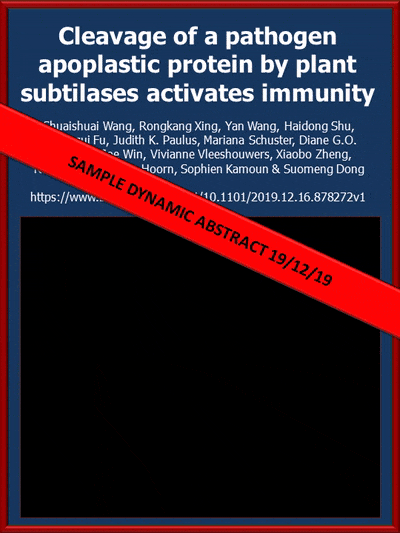 Cleavage of a pathogen
apoplastic protein by plant
subtilases activates immunity
Shuaishuai Wang, Rongkang Xing, Yan Wang, Haidong Shu,
Fu, Judith K. Paulus, Mariana Schuster, Diane G.O.
Win, Vivianne Vleeshouwers, Xiaobo Zheng,
Hoorn, Sophien Kamoun & Suomeng Dong
https://www. /10.1101/2019.12.16.878272v1
SAMPLE DYNAMIC ABSTRACT 19/12/19